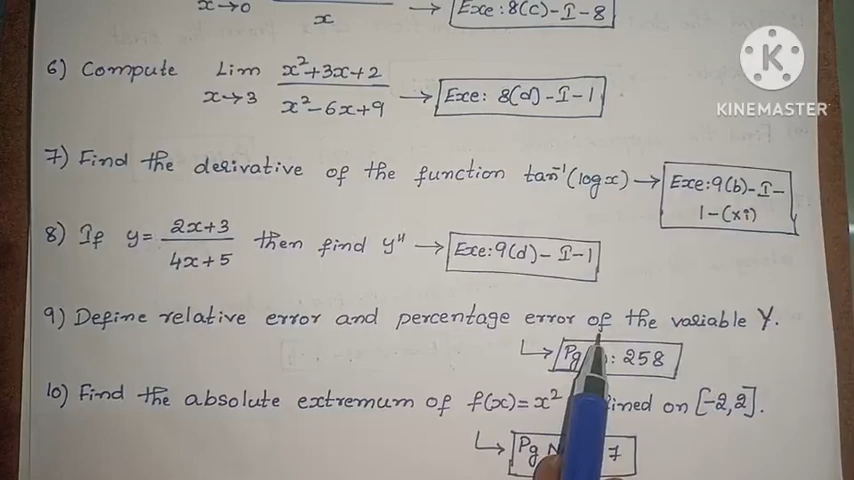 x→0 x → Exe: 8(c)-I-8
K
KINEMASTER
6) Compute Lim x→3 (x²+3x+2)/(x²-6x+9) → Exe: 8(d)-I-1
7) Find the derivative of the function tan⁻¹(logx) → Exe:9(b)-I-
1-(xi)
8) If y= (2x+3)/(4x+5) then find y" → Exe:9(d)-I-1
9) Define relative error and percentage error of the variable Y.
→ Pg : 258
10) Find the absolute extremum of f(x)=x² on [-2,2].
→ Pg 7